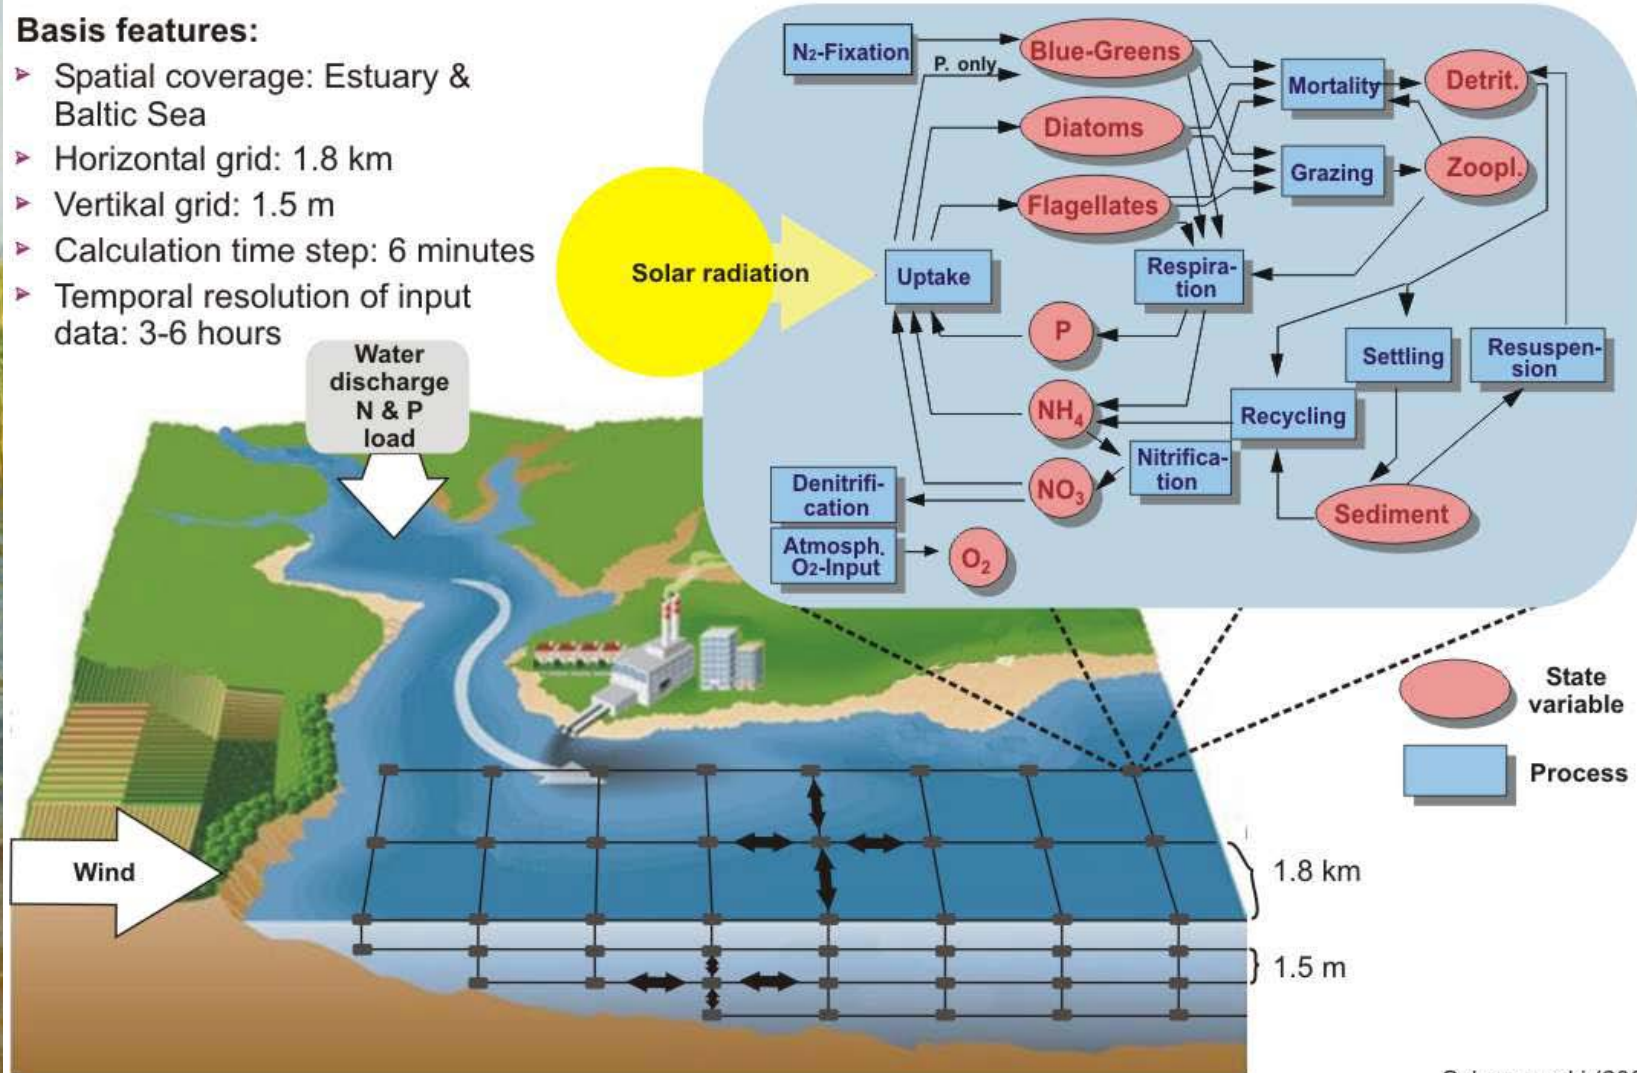 Basis features:
Spatial coverage: Estuary &
Baltic Sea
Horizontal grid: 1.8 km
Vertikal grid: 1.5 m
Calculation time step: 6 minutes
Temporal resolution of input
data: 3-6 hours
Water
discharge
N & P
load
Solar radiation
N2-Fixation
P. only
Blue-Greens
Diatoms
Flagellates
Mortality
Grazing
Detrit.
Zoopl.
Uptake
Respira-
tion
P
NH4
NO3
Settling
Resuspen-
sion
Recycling
Nitrifica-
tion
Sediment
Denitrifi-
cation
Atmosph.
O2-Input
O2
State
variable
Process
Wind
1.8 km
1.5 m